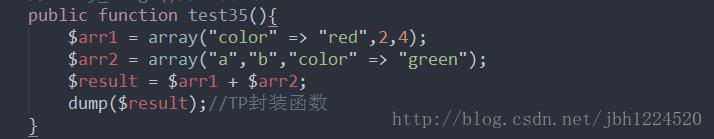 public function test35(){
$arr1 = array("color" => "red",2,4);
$arr2 = array("a","b","color" => "green");
$result = $arr1 + $arr2;
dump($result);//TP封装函数
http://blog.csdn.net/jbh1224520
}